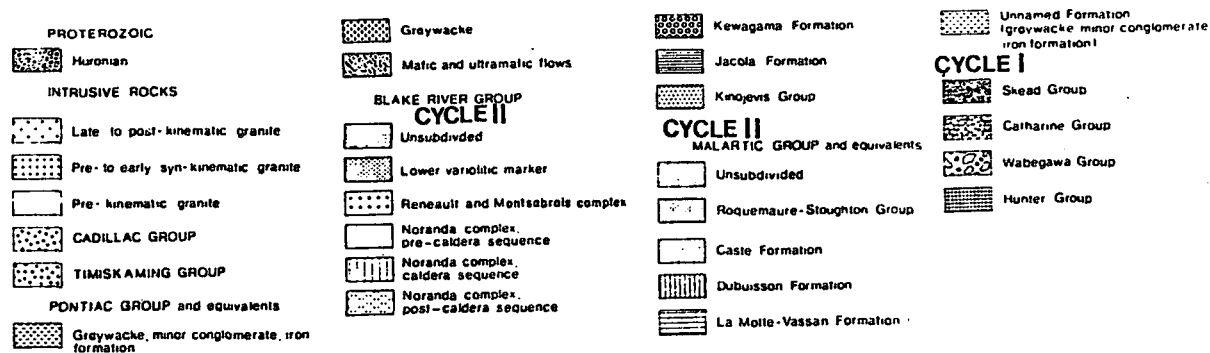 PROTEROZOIC
Huronian
INTRUSIVE ROCKS
Late to post-kinematic granite
Pre- to early syn-kinematic granite
Pre-kinematic granite
CADILLAC GROUP
TIMISKAMING GROUP
PONTIAC GROUP and equivalents
Greywacke, minor conglomerate, iron
formation
Greywacke
Mafic and ultramafic flows
BLAKE RIVER GROUP
CYCLE II
Unsubdivided
Lower variolitic marker
Reneault and Montsabrais complex
Noranda complex,
pre-caldera sequence
Noranda complex,
caldera sequence
Noranda complex,
post-caldera sequence
Kewagama Formation
Jacola Formation
Kinojevis Group
CYCLE II
MALARTIC GROUP and equivalents
Unsubdivided
Roquemaure-Stoughton Group
Caste Formation
Dubuisson Formation
La Motte-Vassan Formation
Unnamed Formation
(greywacke minor conglomerate
iron formation)
CYCLE I
Skead Group
Catharine Group
Wabegawa Group
Hunter Group